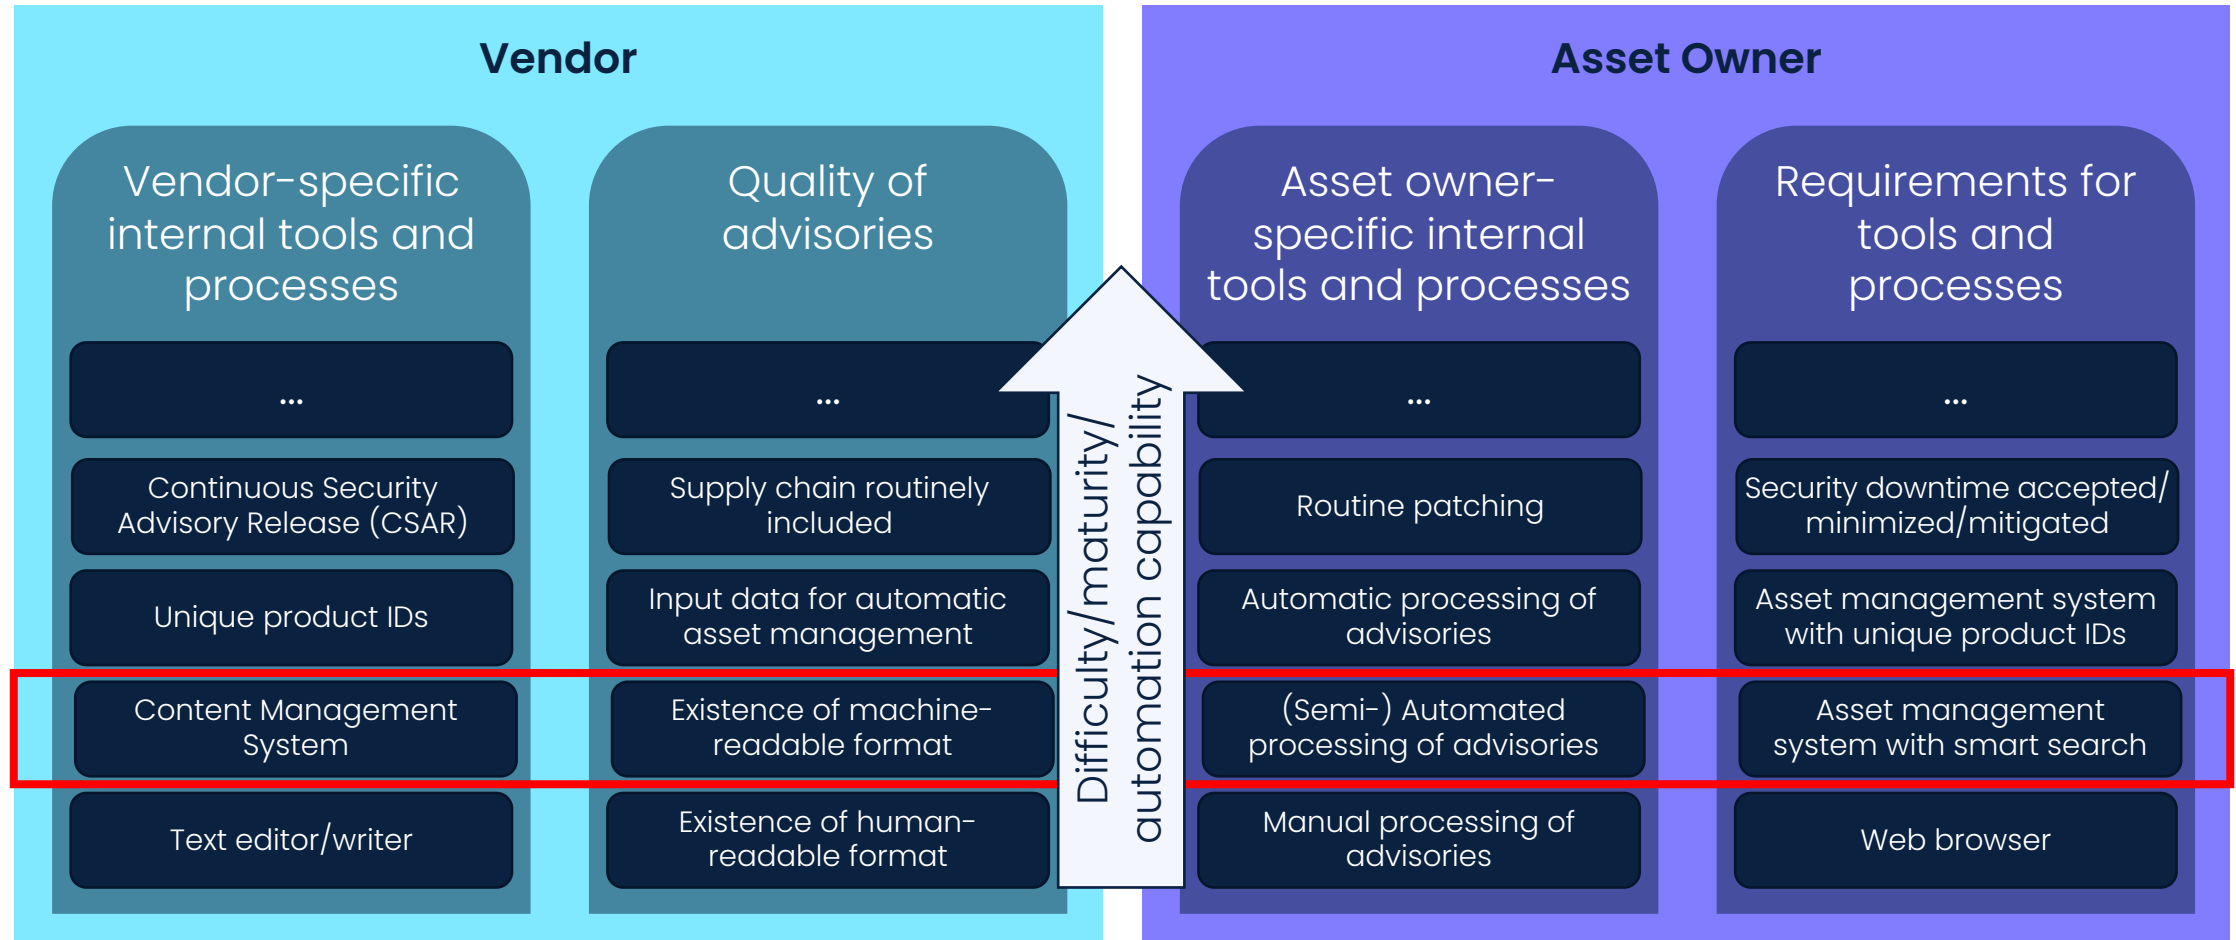 Vendor
Vendor-specific
internal tools and
processes
...
Continuous Security
Advisory Release (CSAR)
Unique product IDs
Content Management
System
Text editor/writer
Quality of
advisories
...
Supply chain routinely
included
Input data for automatic
asset management
Existence of machine-
readable format
Existence of human-
readable format
Difficulty/maturity/
automation capability
Asset Owner
Asset owner-
specific internal
tools and processes
...
Routine patching
Automatic processing of
advisories
(Semi-) Automated
processing of advisories
Manual processing of
advisories
Requirements for
tools and
processes
...
Security downtime accepted/
minimized/mitigated
Asset management system
with unique product IDs
Asset management
system with smart search
Web browser